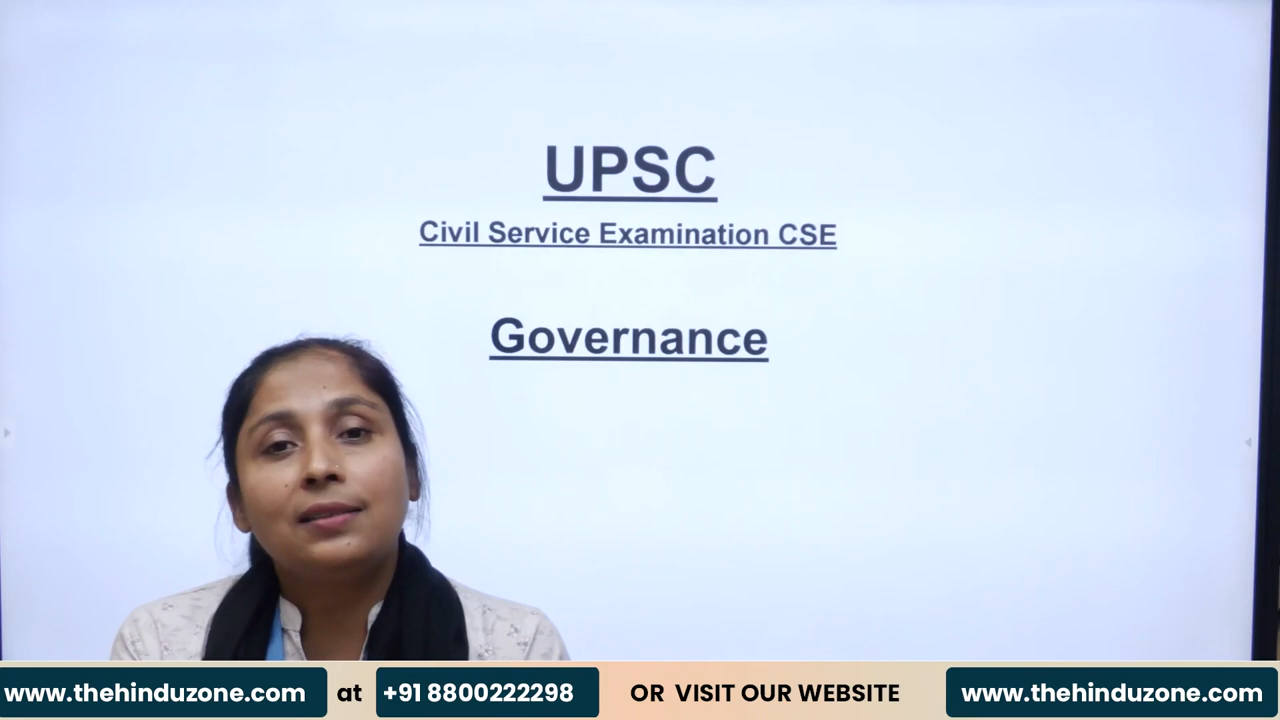 UPSC
Civil Service Examination CSE
Governance
www.thehinduzone.com at +91 8800222298 OR VISIT OUR WEBSITE www.thehinduzone.com